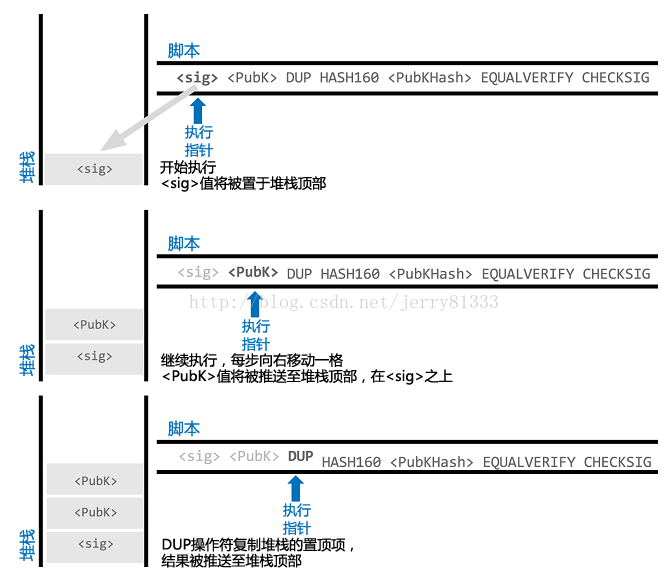 脚本
<sig> <PubK> DUP HASH160 <PubKHash> EQUALVERIFY CHECKSIG
执行
指针
堆栈
<sig>
开始执行
<sig>值将被置于堆栈顶部
脚本
<sig> <PubK> DUP HASH160 <PubKHash> EQUALVERIFY CHECKSIG
http://blog.csdn.net/jerry81333
执行
指针
堆栈
<PubK>
<sig>
继续执行，每步向右移动一格
<PubK>值将被推送至堆栈顶部，在<sig>之上
脚本
<sig> <PubK> DUP HASH160 <PubKHash> EQUALVERIFY CHECKSIG
执行
指针
堆栈
<PubK>
<PubK>
<sig>
DUP操作符复制堆栈的置顶项，
结果被推送至堆栈顶部